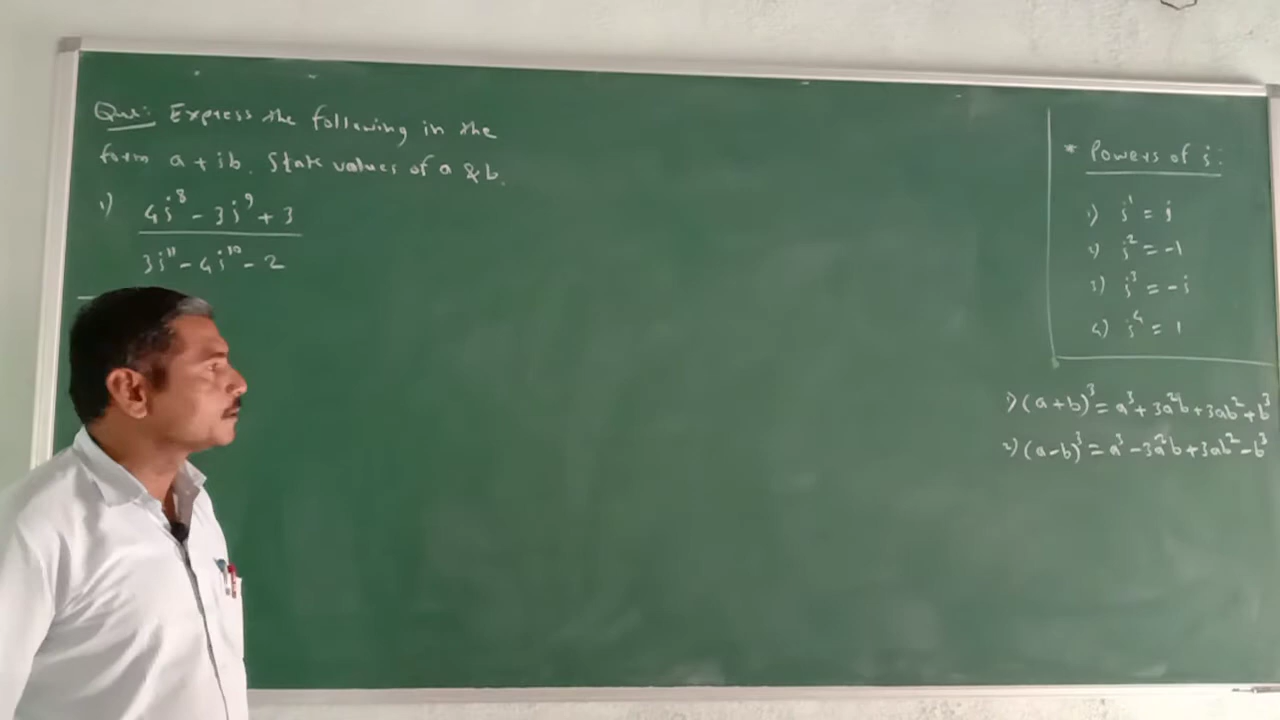 Que: Express the following in the
form a + ib. State values of a & b.
1) 4i⁸ - 3i⁹ + 3
3i¹¹ - 4i¹⁰ - 2
* Powers of i:
1) i¹ = i
2) i² = -1
3) i³ = -i
4) i⁴ = 1
1) (a+b)³ = a³ + 3a²b + 3ab² + b³
2) (a-b)³ = a³ - 3a²b + 3ab² - b³